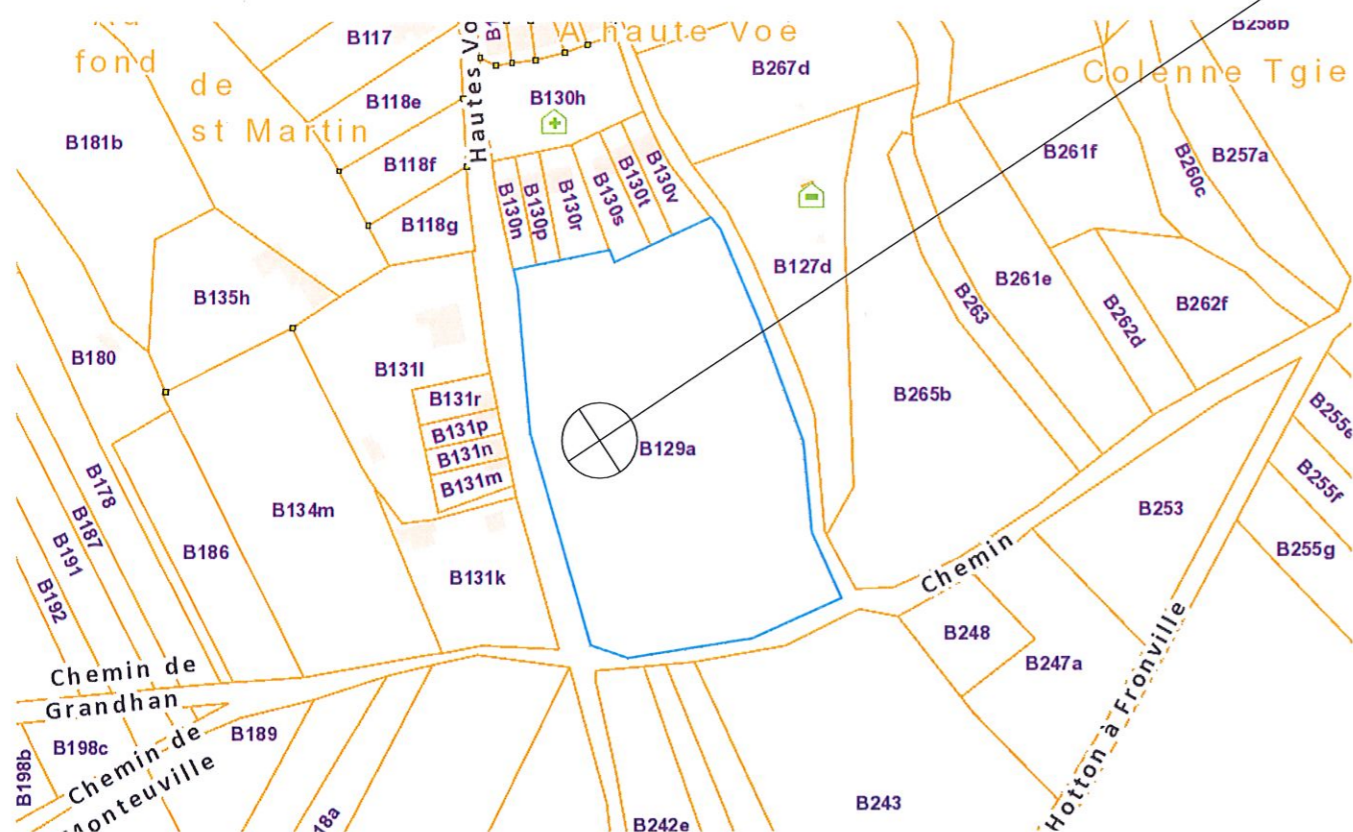 B117
Hautes Vo
A haute Voe
B258b
fond
de
st Martin
B267d
Colenne Tgie
B118e
B130h
B181b
B118f
B261f
B260c
B257a
B118g
B130n
B130p
B130r
B130s
B130t
B130v
B127d
B135h
B263
B261e
B262d
B262f
B180
B131l
B131r
B131p
B131n
B131m
B265b
B129a
B255e
B255f
B255g
B178
B187
B191
B192
B186
B134m
B131k
B253
Chemin
B248
B247a
Hotton à Fronville
Chemin de
Grandhan
B198b
B198c
Chemin de
Monteuville
B189
18a
B242e
B243